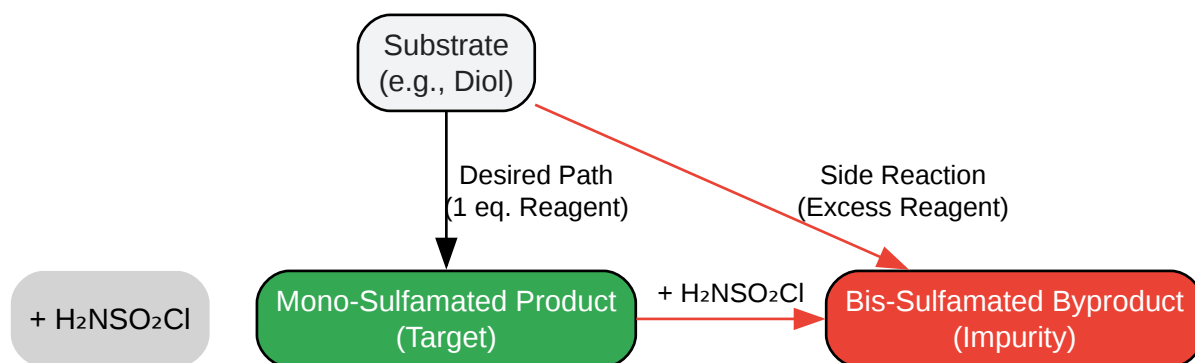 Substrate
(e.g., Diol)
Desired Path
(1 eq. Reagent)
Side Reaction
(Excess Reagent)
+ H₂NSO₂Cl
Mono-Sulfamated Product
(Target)
+ H₂NSO₂Cl
Bis-Sulfamated Byproduct
(Impurity)